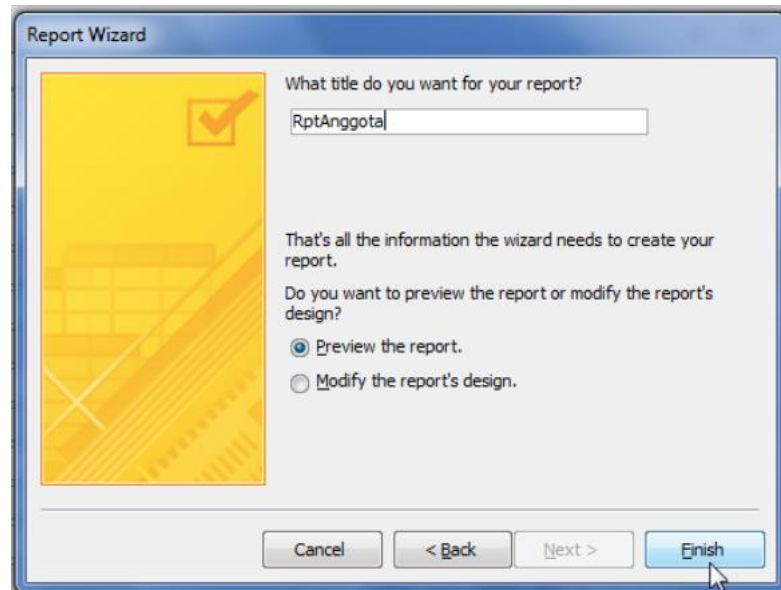 Report Wizard
What title do you want for your report?
RptAnggota
That's all the information the wizard needs to create your
report.
Do you want to preview the report or modify the report's
design?
Preview the report.
Modify the report's design.
Cancel
< Back
Next >
Finish